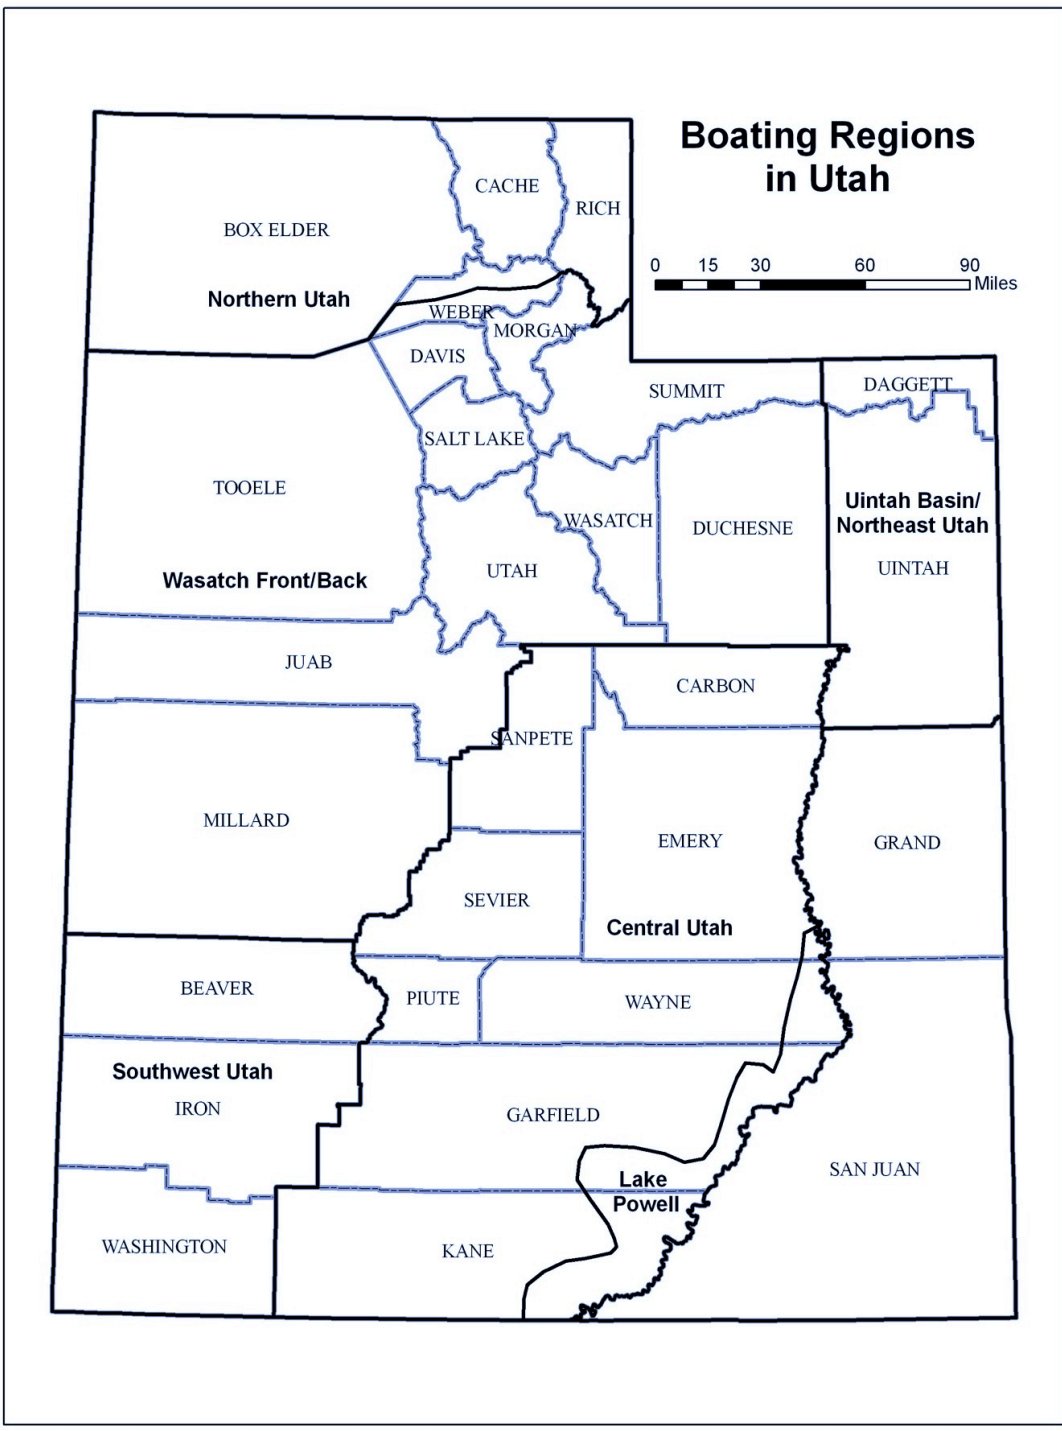 Boating Regions
in Utah
0 15 30 60 90
Miles
CACHE
RICH
BOX ELDER
Northern Utah
WEBER
MORGAN
DAVIS
SUMMIT
DAGGETT
SALT LAKE
TOOELE
WASATCH
DUCHESNE
Uintah Basin/
Northeast Utah
UINTAH
UTAH
Wasatch Front/Back
JUAB
CARBON
SANPETE
MILLARD
EMERY
GRAND
SEVIER
Central Utah
BEAVER
PIUTE
WAYNE
Southwest Utah
IRON
GARFIELD
SAN JUAN
Lake
Powell
WASHINGTON
KANE